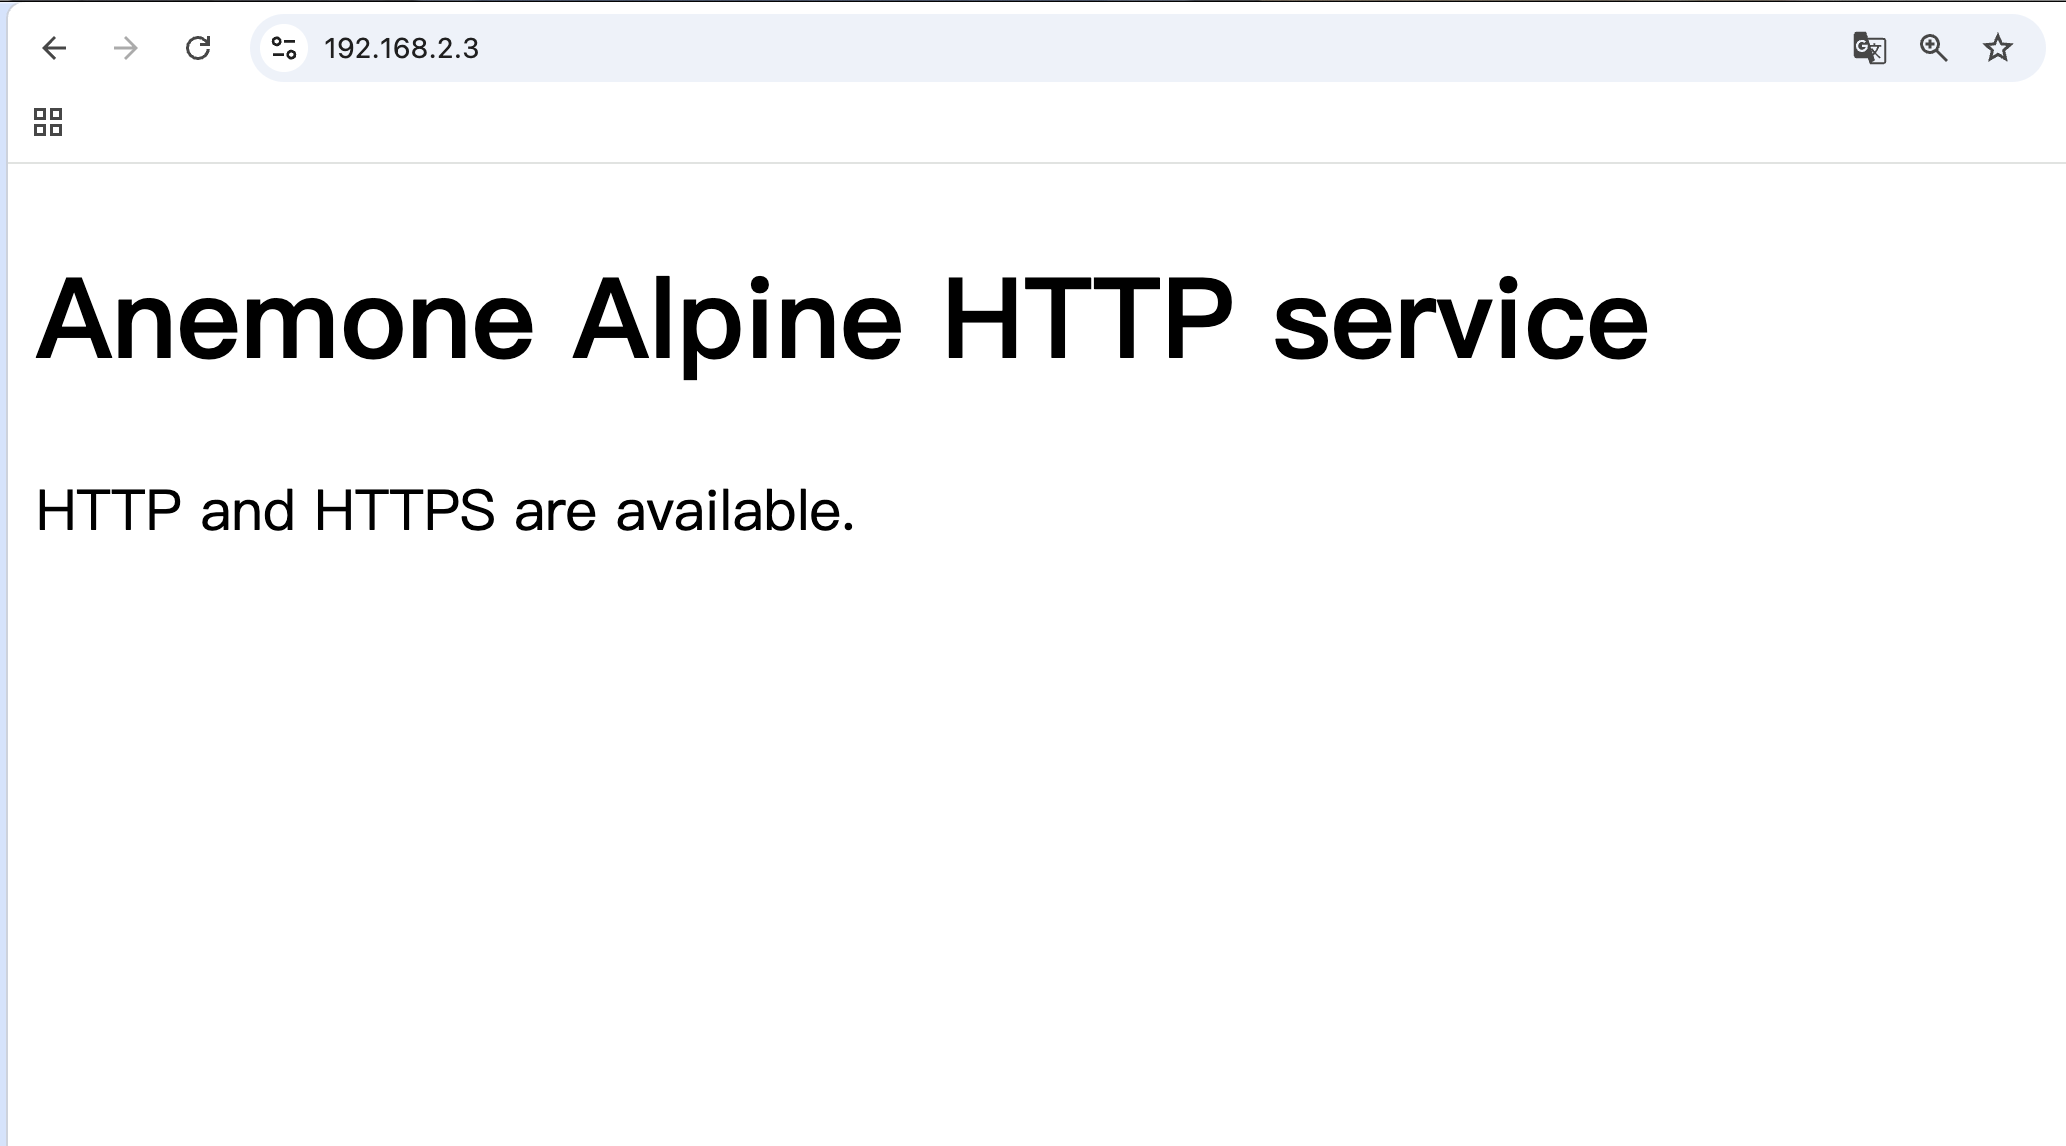 192.168.2.3
Anemone Alpine HTTP service
HTTP and HTTPS are available.